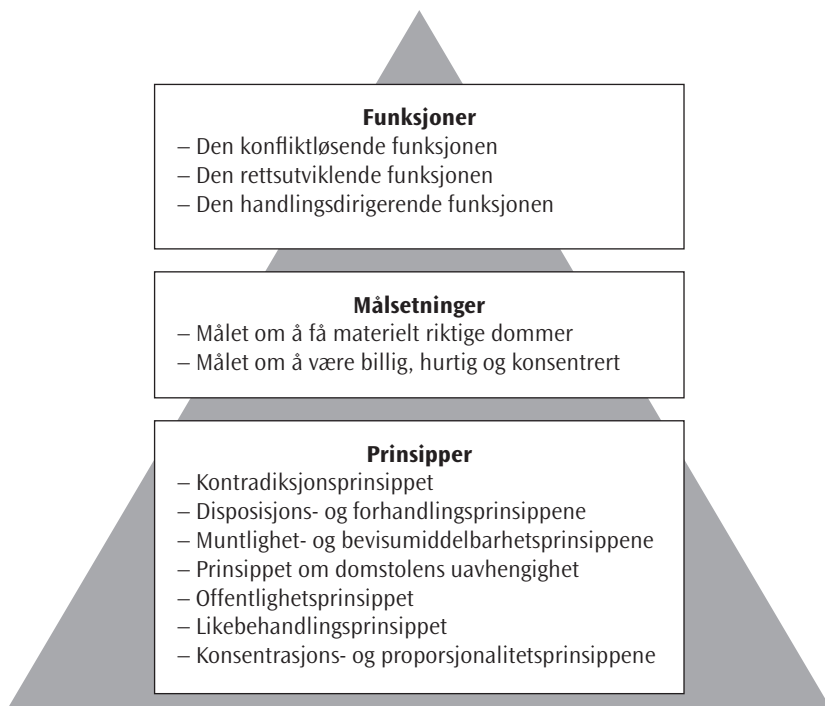 Funksjoner
– Den konfliktløsende funksjonen
– Den rettsutviklende funksjonen
– Den handlingsdirigerende funksjonen
Målsetninger
– Målet om å få materielt riktige dommer
– Målet om å være billig, hurtig og konsentrert
Prinsipper
– Kontradiksjonsprinsippet
– Disposisjons- og forhandlingsprinsippene
– Muntlighet- og bevisumiddelbarhetsprinsippene
– Prinsippet om domstolens uavhengighet
– Offentlighetsprinsippet
– Likebehandlingsprinsippet
– Konsentrasjons- og proporsjonalitetsprinsippene